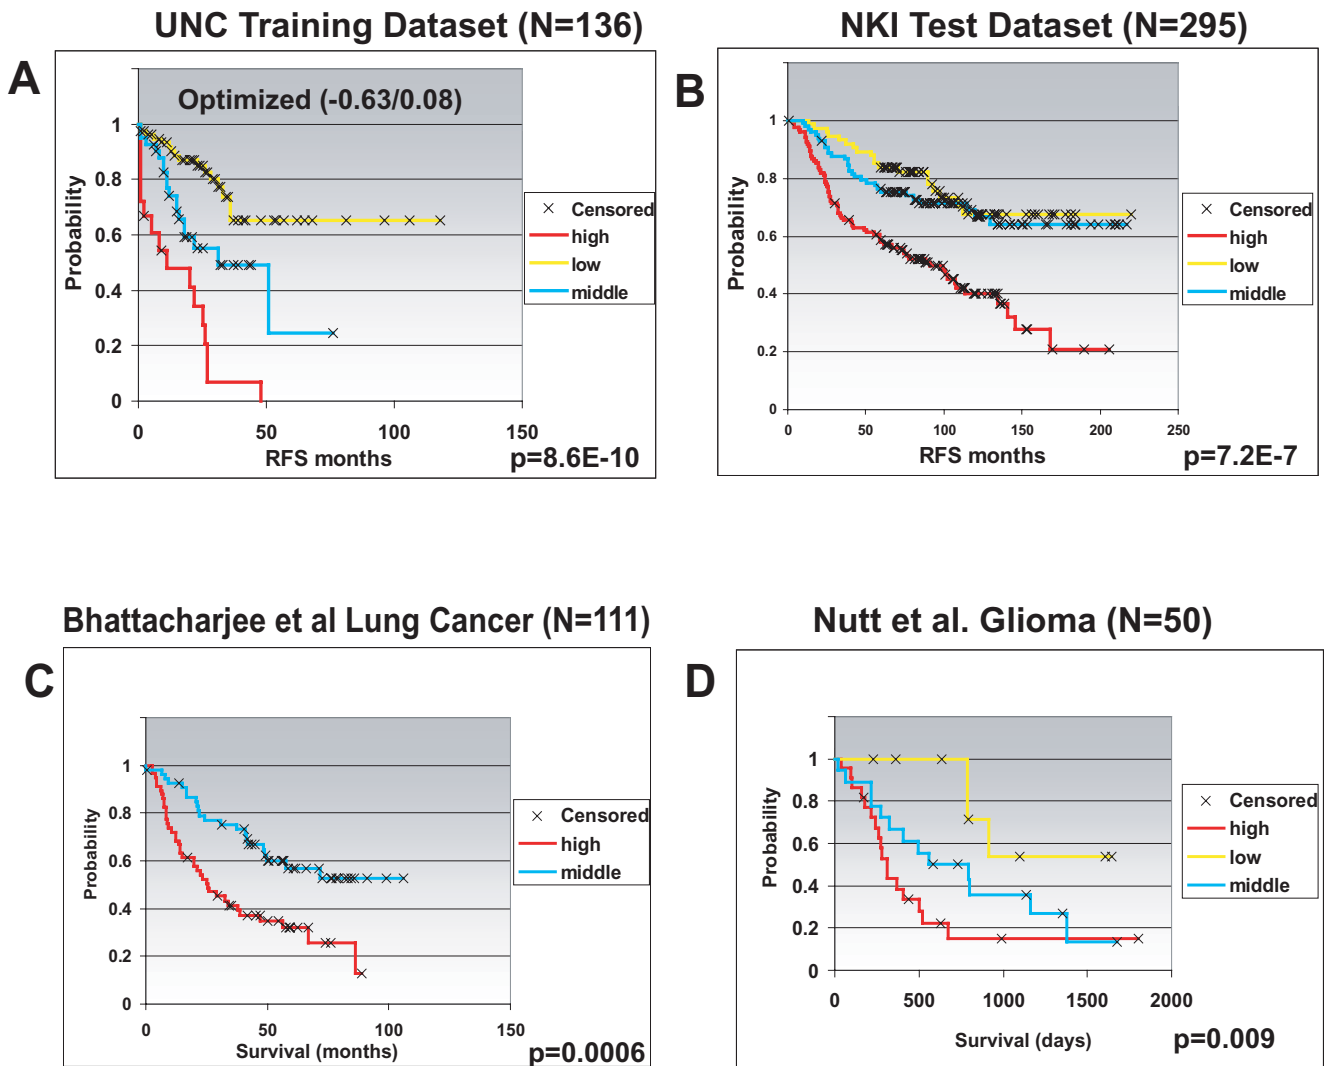 UNC Training Dataset (N=136)
A
Optimized (-0.63/0.08)
Probability
1
0.8
0.6
0.4
0.2
0
0 50 100 150
RFS months
Censored
high
low
middle
p=8.6E-10
NKI Test Dataset (N=295)
B
Probability
1
0.8
0.6
0.4
0.2
0
0 50 100 150 200 250
RFS months
Censored
high
low
middle
p=7.2E-7
Bhattacharjee et al Lung Cancer (N=111)
C
Probability
1
0.8
0.6
0.4
0.2
0
0 50 100 150
Survival (months)
Censored
high
middle
p=0.0006
Nutt et al. Glioma (N=50)
D
Probability
1
0.8
0.6
0.4
0.2
0
0 500 1000 1500 2000
Survival (days)
Censored
high
low
middle
p=0.009